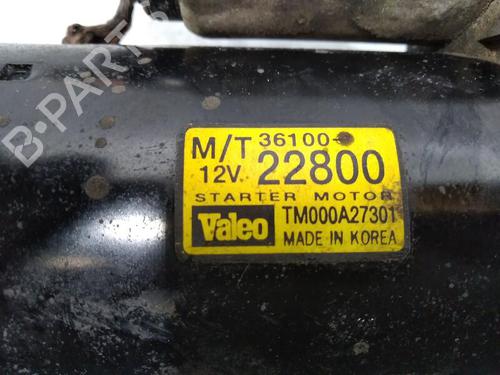 B-Parts
M/T 36100-
12V. 22800
STARTER MOTOR
Valeo TM000A27301
MADE IN KOREA